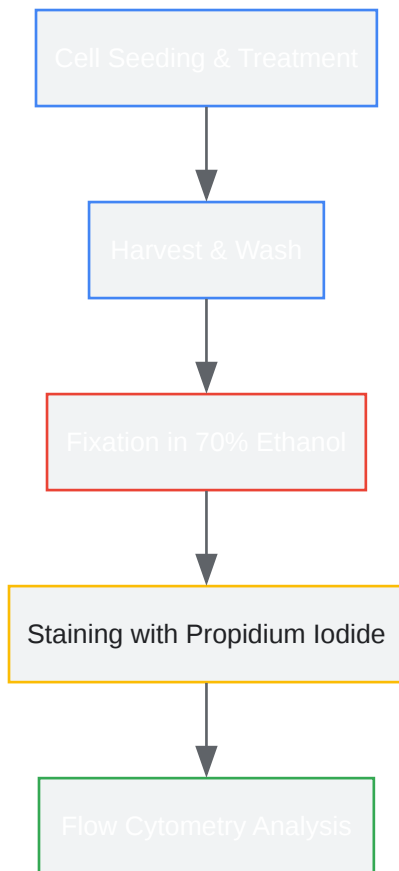 Cell Seeding & Treatment
Harvest & Wash
Fixation in 70% Ethanol
Staining with Propidium Iodide
Flow Cytometry Analysis